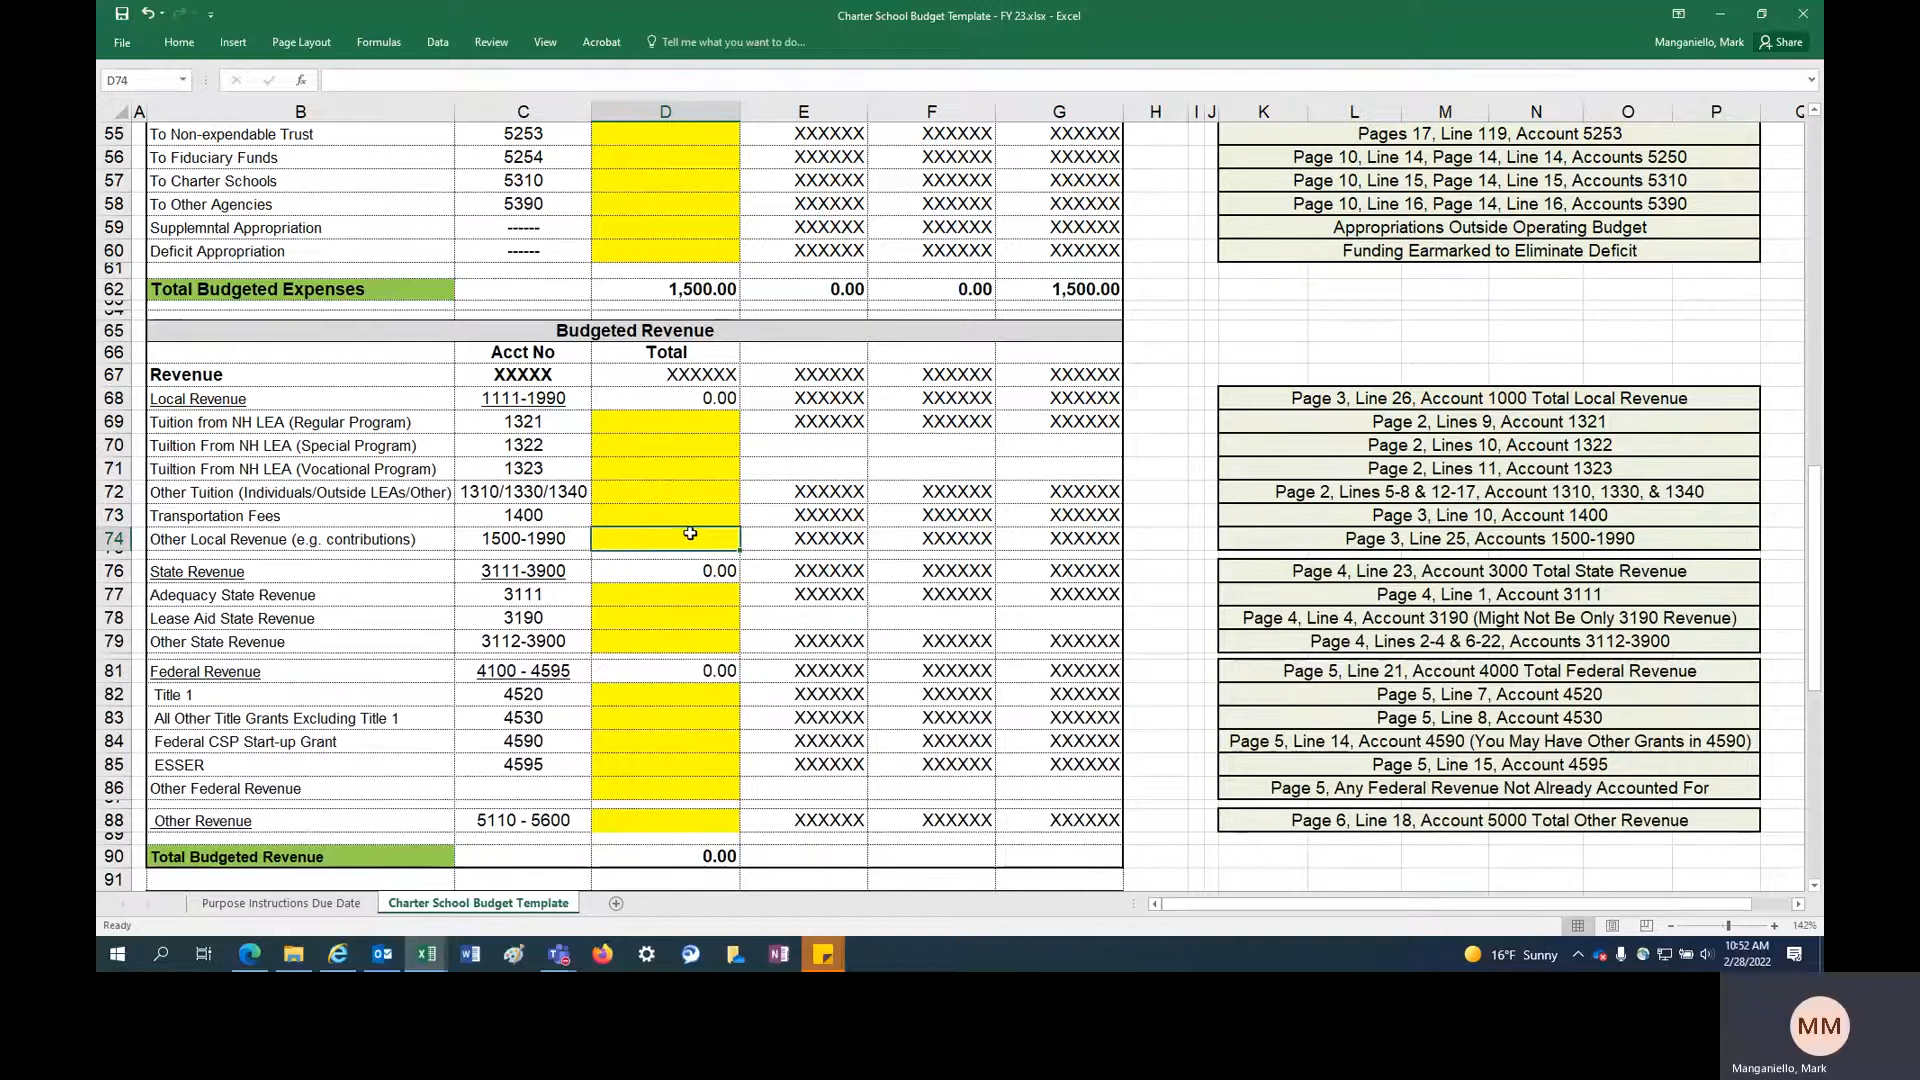 Charter School Budget Template - FY 23.xlsx - Excel
File Home Insert Page Layout Formulas Data Review View Acrobat Tell me what you want to do... Manganiello, Mark Share
D74 fx
A B C D E F G H I J K L M N O P Q
55 To Non-expendable Trust 5253 XXXXXX XXXXXX XXXXXX Pages 17, Line 119, Account 5253
56 To Fiduciary Funds 5254 XXXXXX XXXXXX XXXXXX Page 10, Line 14, Page 14, Line 14, Accounts 5250
57 To Charter Schools 5310 XXXXXX XXXXXX XXXXXX Page 10, Line 15, Page 14, Line 15, Accounts 5310
58 To Other Agencies 5390 XXXXXX XXXXXX XXXXXX Page 10, Line 16, Page 14, Line 16, Accounts 5390
59 Supplemntal Appropriation ------ XXXXXX XXXXXX XXXXXX Appropriations Outside Operating Budget
60 Deficit Appropriation ------ XXXXXX XXXXXX XXXXXX Funding Earmarked to Eliminate Deficit
61
62 Total Budgeted Expenses 1,500.00 0.00 0.00 1,500.00
65 Budgeted Revenue
66 Acct No Total
67 Revenue XXXXX XXXXXX XXXXXX XXXXXX XXXXXX
68 Local Revenue 1111-1990 0.00 XXXXXX XXXXXX XXXXXX Page 3, Line 26, Account 1000 Total Local Revenue
69 Tuition from NH LEA (Regular Program) 1321 XXXXXX XXXXXX XXXXXX Page 2, Lines 9, Account 1321
70 Tuiltion From NH LEA (Special Program) 1322 Page 2, Lines 10, Account 1322
71 Tuiltion From NH LEA (Vocational Program) 1323 Page 2, Lines 11, Account 1323
72 Other Tuition (Individuals/Outside LEAs/Other) 1310/1330/1340 XXXXXX XXXXXX XXXXXX Page 2, Lines 5-8 & 12-17, Account 1310, 1330, & 1340
73 Transportation Fees 1400 XXXXXX XXXXXX XXXXXX Page 3, Line 10, Account 1400
74 Other Local Revenue (e.g. contributions) 1500-1990 XXXXXX XXXXXX XXXXXX Page 3, Line 25, Accounts 1500-1990
76 State Revenue 3111-3900 0.00 XXXXXX XXXXXX XXXXXX Page 4, Line 23, Account 3000 Total State Revenue
77 Adequacy State Revenue 3111 XXXXXX XXXXXX XXXXXX Page 4, Line 1, Account 3111
78 Lease Aid State Revenue 3190 Page 4, Line 4, Account 3190 (Might Not Be Only 3190 Revenue)
79 Other State Revenue 3112-3900 XXXXXX XXXXXX XXXXXX Page 4, Lines 2-4 & 6-22, Accounts 3112-3900
81 Federal Revenue 4100 - 4595 0.00 XXXXXX XXXXXX XXXXXX Page 5, Line 21, Account 4000 Total Federal Revenue
82 Title 1 4520 XXXXXX XXXXXX XXXXXX Page 5, Line 7, Account 4520
83 All Other Title Grants Excluding Title 1 4530 XXXXXX XXXXXX XXXXXX Page 5, Line 8, Account 4530
84 Federal CSP Start-up Grant 4590 XXXXXX XXXXXX XXXXXX Page 5, Line 14, Account 4590 (You May Have Other Grants in 4590)
85 ESSER 4595 XXXXXX XXXXXX XXXXXX Page 5, Line 15, Account 4595
86 Other Federal Revenue Page 5, Any Federal Revenue Not Already Accounted For
88 Other Revenue 5110 - 5600 XXXXXX XXXXXX XXXXXX Page 6, Line 18, Account 5000 Total Other Revenue
89
90 Total Budgeted Revenue 0.00
91
Purpose Instructions Due Date Charter School Budget Template
Ready 142%
16°F Sunny 10:52 AM
2/28/2022
MM
Manganiello, Mark